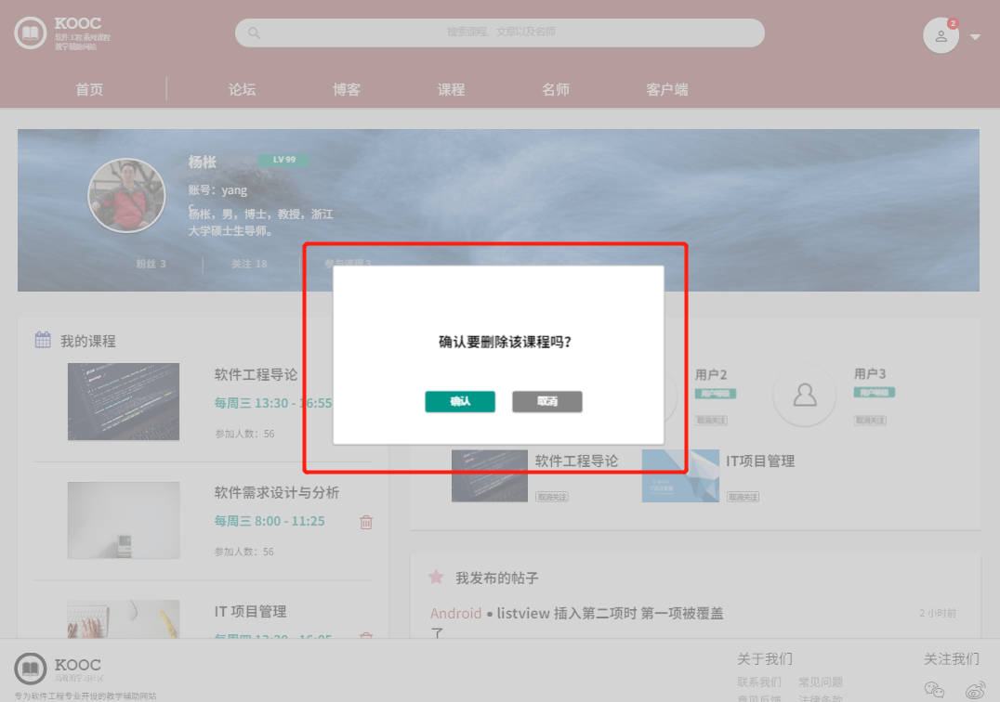 KOOC
软件工程系列课程
教学辅助网站
搜索课程、文章以及名师
2
首页
论坛
博客
课程
名师
客户端
杨枨
LV 99
账号：yang
c
杨枨，男，博士，教授，浙江
大学硕士生导师。
粉丝 3
关注 18
参与课程 3
我的课程
软件工程导论
每周三 13:30 - 16:55
参加人数：56
软件需求设计与分析
每周三 8:00 - 11:25
参加人数：56
IT 项目管理
确认要删除该课程吗?
确认
取消
用户2
取消关注
用户3
取消关注
软件工程导论
取消关注
IT项目管理
取消关注
我发布的帖子
Android ● listview 插入第二项时 第一项被覆盖
了
2 小时前
KOOC
专为软件工程专业开设的教学辅助网站
关于我们
联系我们
常见问题
意见反馈
法律条款
关注我们